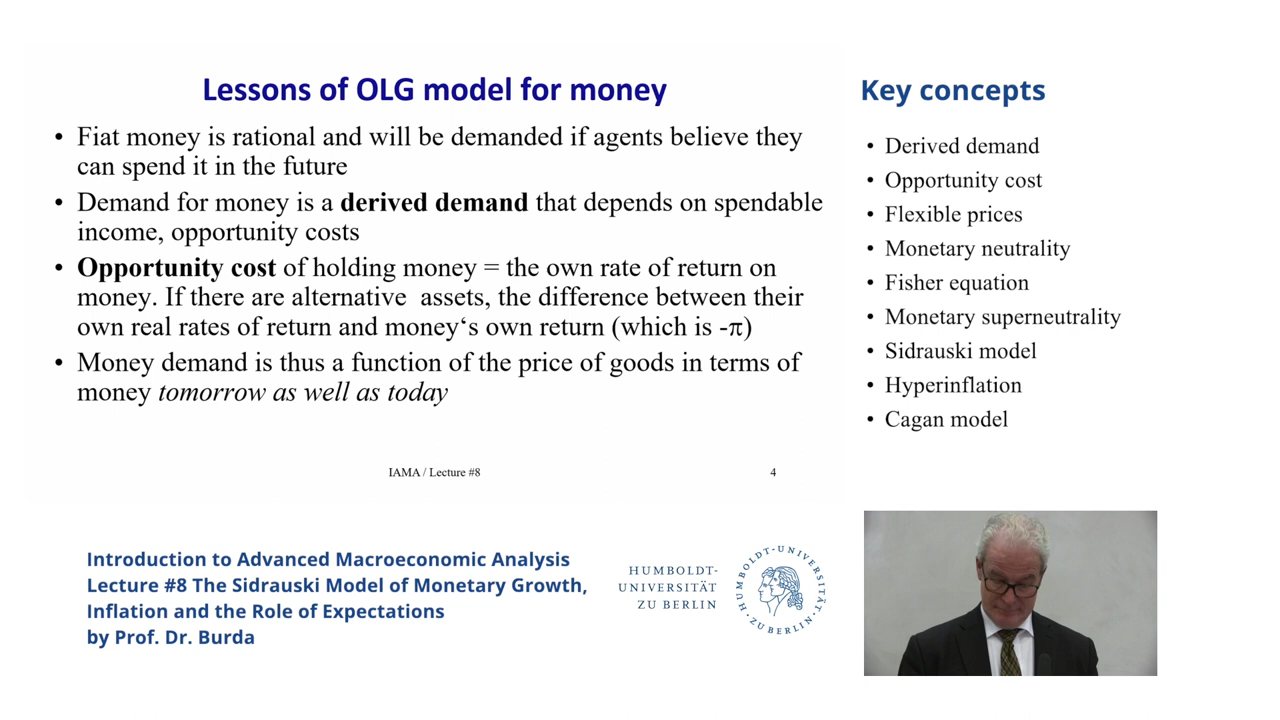 Lessons of OLG model for money
• Fiat money is rational and will be demanded if agents believe they
can spend it in the future
• Demand for money is a derived demand that depends on spendable
income, opportunity costs
• Opportunity cost of holding money = the own rate of return on
money. If there are alternative  assets, the difference between their
own real rates of return and money‘s own return (which is -π)
• Money demand is thus a function of the price of goods in terms of
money tomorrow as well as today
IAMA / Lecture #8
4
Key concepts
• Derived demand
• Opportunity cost
• Flexible prices
• Monetary neutrality
• Fisher equation
• Monetary superneutrality
• Sidrauski model
• Hyperinflation
• Cagan model
Introduction to Advanced Macroeconomic Analysis
Lecture #8 The Sidrauski Model of Monetary Growth,
Inflation and the Role of Expectations
by Prof. Dr. Burda
HUMBOLDT-
UNIVERSITÄT
ZU BERLIN
HUMBOLDT-UNIVERSITÄT · ZU BERLIN ·